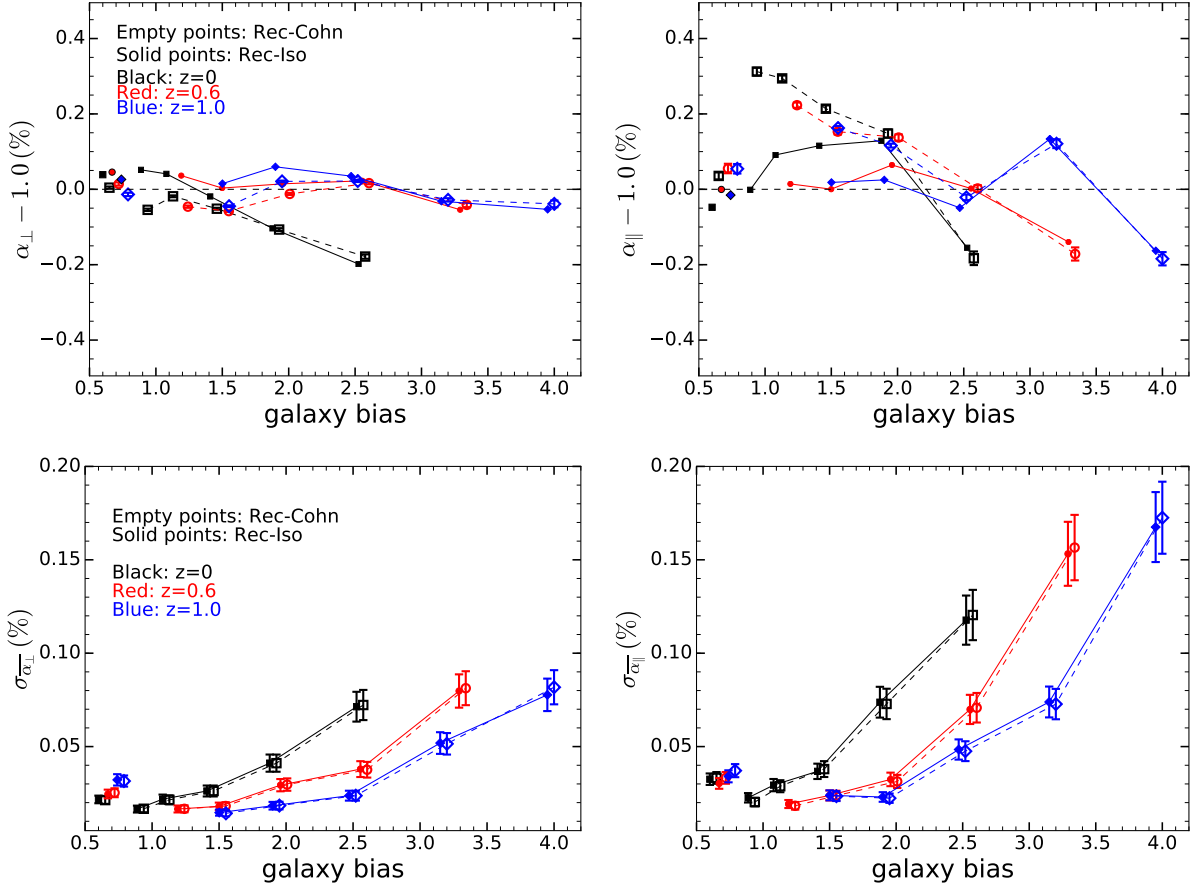 Empty points: Rec-Cohn
Solid points: Rec-Iso
Black: z=0
Red: z=0.6
Blue: z=1.0
α⊥ − 1.0 (%)
0.4
0.2
0.0
−0.2
−0.4
0.5 1.0 1.5 2.0 2.5 3.0 3.5 4.0
galaxy bias
α∥ − 1.0 (%)
0.4
0.2
0.0
−0.2
−0.4
0.5 1.0 1.5 2.0 2.5 3.0 3.5 4.0
galaxy bias
Empty points: Rec-Cohn
Solid points: Rec-Iso
Black: z=0
Red: z=0.6
Blue: z=1.0
σ_α̅⊥ (%)
0.20
0.15
0.10
0.05
0.00
0.5 1.0 1.5 2.0 2.5 3.0 3.5 4.0
galaxy bias
σ_α̅∥ (%)
0.20
0.15
0.10
0.05
0.00
0.5 1.0 1.5 2.0 2.5 3.0 3.5 4.0
galaxy bias